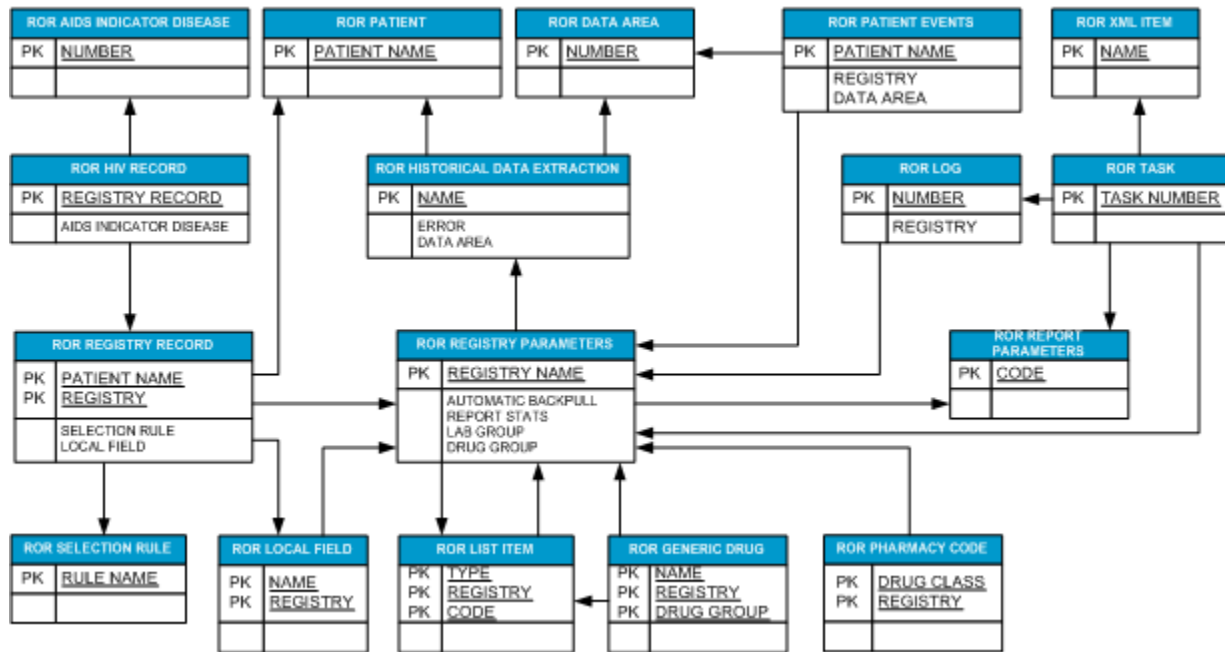 ROR AIDS INDICATOR DISEASE
PK NUMBER
ROR PATIENT
PK PATIENT NAME
ROR DATA AREA
PK NUMBER
ROR PATIENT EVENTS
PK PATIENT NAME
REGISTRY
DATA AREA
ROR XML ITEM
PK NAME
ROR HIV RECORD
PK REGISTRY RECORD
AIDS INDICATOR DISEASE
ROR HISTORICAL DATA EXTRACTION
PK NAME
ERROR
DATA AREA
ROR LOG
PK NUMBER
REGISTRY
ROR TASK
PK TASK NUMBER
ROR REGISTRY RECORD
PK PATIENT NAME
PK REGISTRY
SELECTION RULE
LOCAL FIELD
ROR REGISTRY PARAMETERS
PK REGISTRY NAME
AUTOMATIC BACKPULL
REPORT STATS
LAB GROUP
DRUG GROUP
ROR REPORT
PARAMETERS
PK CODE
ROR SELECTION RULE
PK RULE NAME
ROR LOCAL FIELD
PK NAME
PK REGISTRY
ROR LIST ITEM
PK TYPE
PK REGISTRY
PK CODE
ROR GENERIC DRUG
PK NAME
PK REGISTRY
PK DRUG GROUP
ROR PHARMACY CODE
PK DRUG CLASS
PK REGISTRY